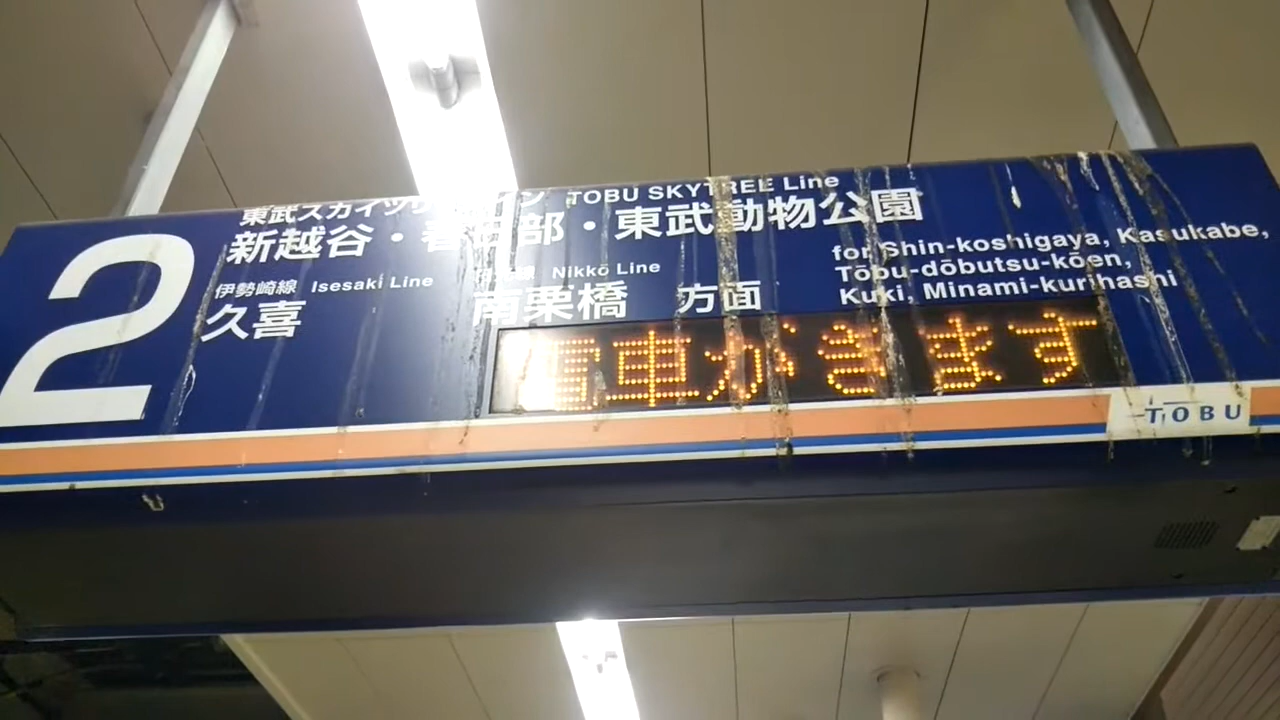 2
東武スカイツリーライン TOBU SKYTREE Line
新越谷・春日部・東武動物公園
伊勢崎線 Isesaki Line
久喜
日光線 Nikkō Line
南栗橋 方面
for Shin-koshigaya, Kasukabe,
Tōbu-dōbutsu-kōen,
Kuki, Minami-kurihashi
電車がきます
TOBU